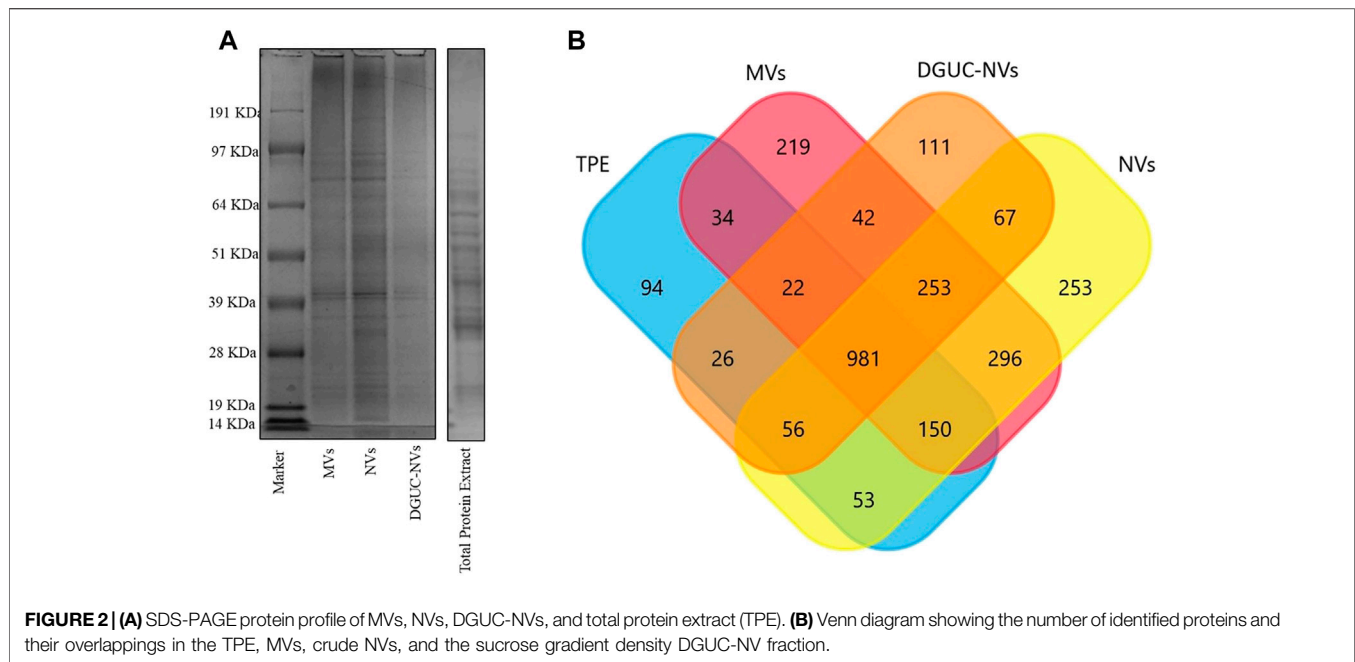 A
191 KDa
97 KDa
64 KDa
51 KDa
39 KDa
28 KDa
19 KDa
14 KDa
Marker
MVs
NVs
DGUC-NVs
Total Protein Extract
B
MVs
DGUC-NVs
TPE
NVs
219
111
34
42
67
94
22
253
253
26
981
296
56
150
53
FIGURE 2 | (A) SDS-PAGE protein profile of MVs, NVs, DGUC-NVs, and total protein extract (TPE). (B) Venn diagram showing the number of identified proteins and
their overlappings in the TPE, MVs, crude NVs, and the sucrose gradient density DGUC-NV fraction.